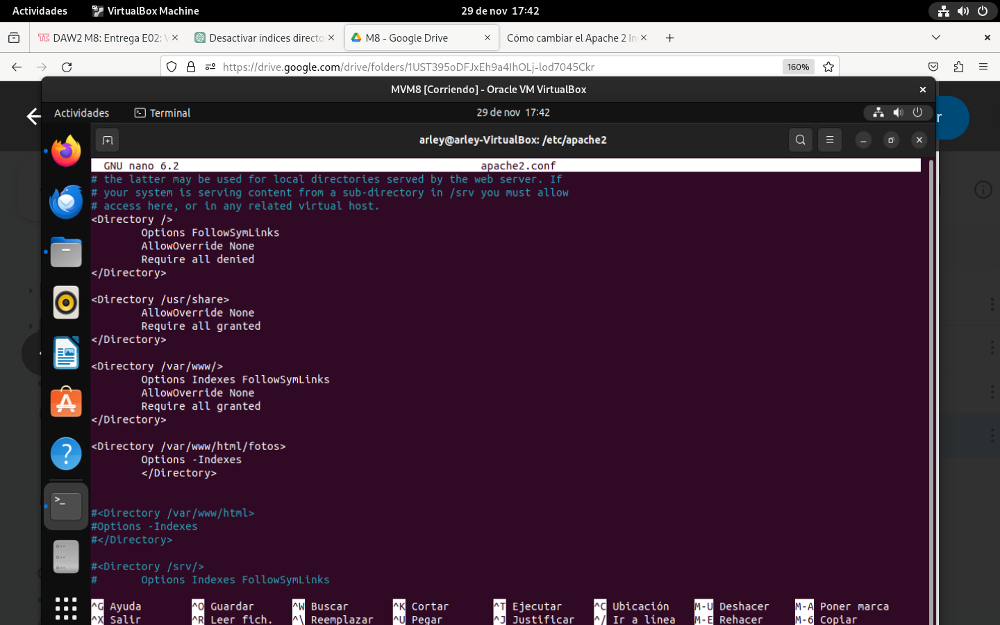 Actividades VirtualBox Machine 29 de nov 17:42
DAW2 M8: Entrega E02: Desactivar índices directo M8 - Google Drive Cómo cambiar el Apache 2 In
https://drive.google.com/drive/folders/1UST395oDFJxEh9a4IhOLj-lod7045Ckr 160%
MVM8 [Corriendo] - Oracle VM VirtualBox
Actividades Terminal 29 de nov 17:42
r
arley@arley-VirtualBox: /etc/apache2
GNU nano 6.2 apache2.conf
# the latter may be used for local directories served by the web server. If
# your system is serving content from a sub-directory in /srv you must allow
# access here, or in any related virtual host.
<Directory />
Options FollowSymLinks
AllowOverride None
Require all denied
</Directory>
<Directory /usr/share>
AllowOverride None
Require all granted
</Directory>
<Directory /var/www/>
Options Indexes FollowSymLinks
AllowOverride None
Require all granted
</Directory>
<Directory /var/www/html/fotos>
Options -Indexes
</Directory>
#<Directory /var/www/html>
#Options -Indexes
#</Directory>
#<Directory /srv/>
# Options Indexes FollowSymLinks
^G Ayuda ^O Guardar ^W Buscar ^K Cortar ^T Ejecutar ^C Ubicación M-U Deshacer M-A Poner marca
^X Salir ^R Leer fich. ^\ Reemplazar ^U Pegar ^J Justificar ^/ Ir a línea M-E Rehacer M-6 Copiar